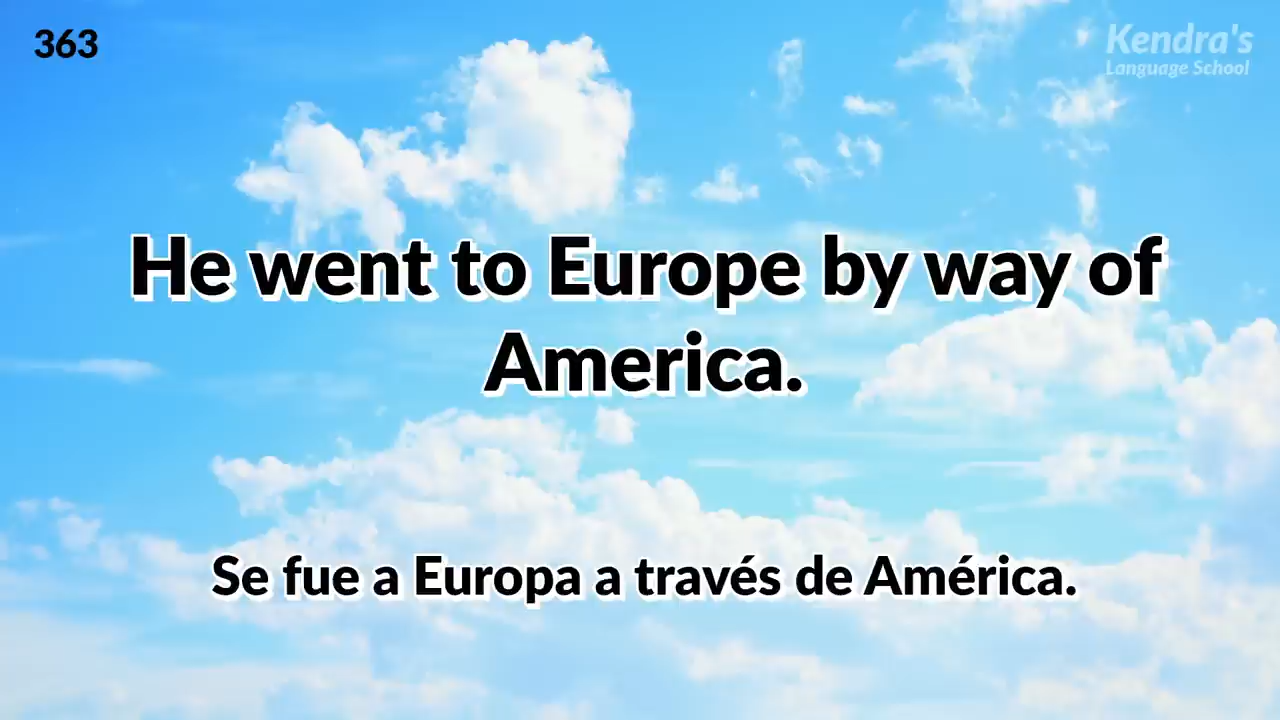 363
Kendra's
Language School
He went to Europe by way of
America.
Se fue a Europa a través de América.